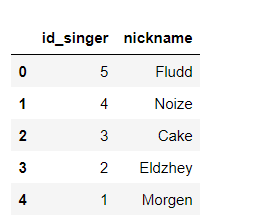 id_singer nickname
0 5 Fludd
1 4 Noize
2 3 Cake
3 2 Eldzhey
4 1 Morgen